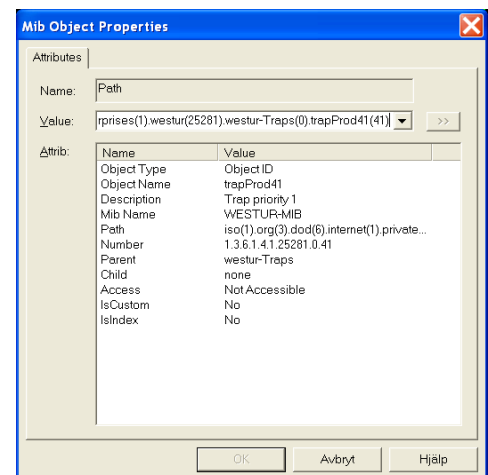 Mib Object Properties
Attributes
Name: Path
Value: rprises(1).westur(25281).westur-Traps(0).trapProd41(41) >>
Attrib: Name Value
Object Type Object ID
Object Name trapProd41
Description Trap priority 1
Mib Name WESTUR-MIB
Path iso(1).org(3).dod(6).internet(1).private...
Number 1.3.6.1.4.1.25281.0.41
Parent westur-Traps
Child none
Access Not Accessible
IsCustom No
IsIndex No
OK Avbryt Hjälp